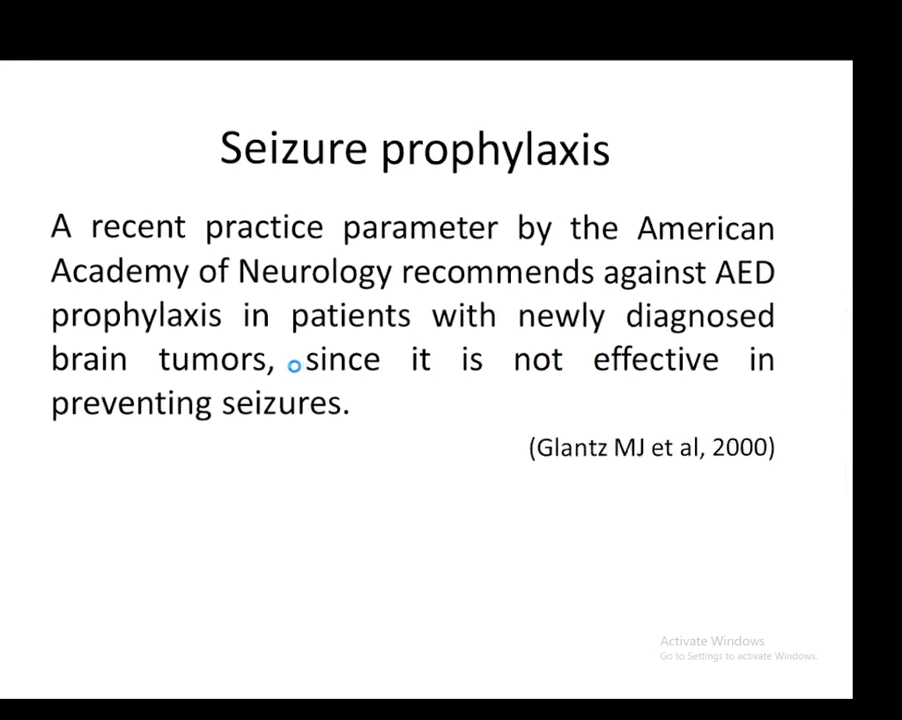 Seizure prophylaxis
A recent practice parameter by the American
Academy of Neurology recommends against AED
prophylaxis in patients with newly diagnosed
brain tumors, since it is not effective in
preventing seizures.
(Glantz MJ et al, 2000)
Activate Windows
Go to Settings to activate Windows.